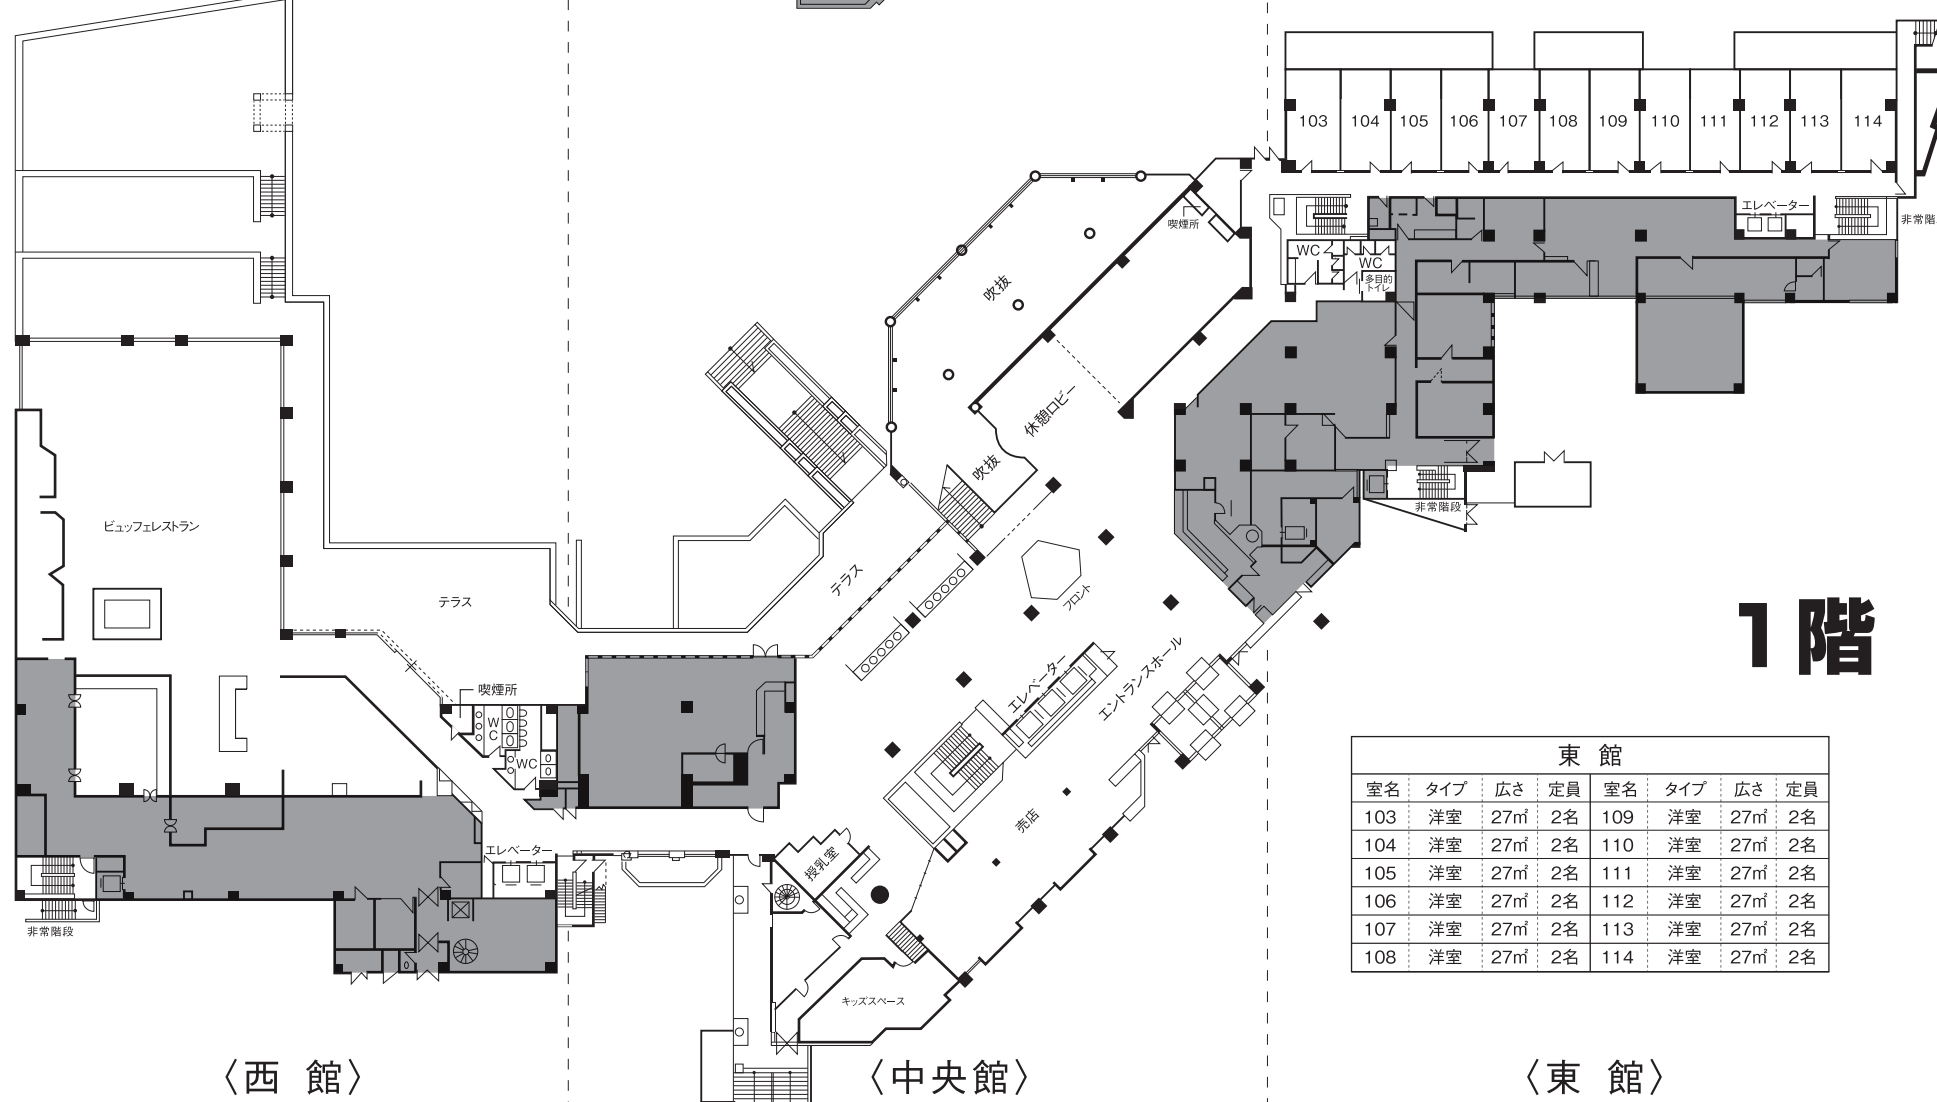 103 104 105 106 107 108 109 110 111 112 113 114
喫煙所
エレベーター
非常階
WC
WC
多目的
トイレ
吹抜
休憩ロビー
吹抜
非常階段
ビュッフェレストラン
テラス
テラス
フロント
エレベーター
エントランスホール
喫煙所
WC
WC
売店
エレベーター
授乳室
非常階段
キッズスペース
1階
東 館
室名 タイプ 広さ 定員 室名 タイプ 広さ 定員
103 洋室 27㎡ 2名 109 洋室 27㎡ 2名
104 洋室 27㎡ 2名 110 洋室 27㎡ 2名
105 洋室 27㎡ 2名 111 洋室 27㎡ 2名
106 洋室 27㎡ 2名 112 洋室 27㎡ 2名
107 洋室 27㎡ 2名 113 洋室 27㎡ 2名
108 洋室 27㎡ 2名 114 洋室 27㎡ 2名
〈西 館〉 〈中央館〉 〈東 館〉